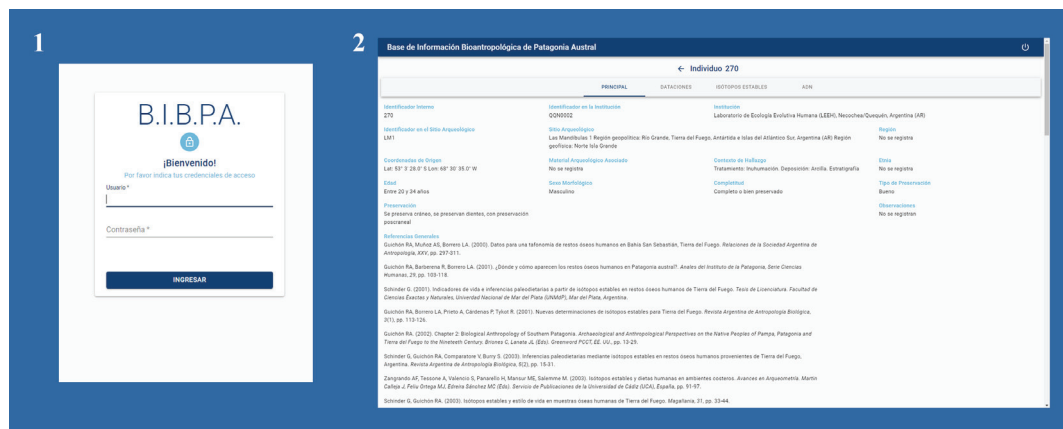 1
B.I.B.P.A.
¡Bienvenido!
Por favor indica tus credenciales de acceso
Usuario *
Contraseña *
INGRESAR
2
Base de Información Bioantropológica de Patagonia Austral
← Individuo 270
PRINCIPAL DATACIONES ISÓTOPOS ESTABLES ADN
Identificador Interno
270
Identificador en la Institución
GQN0002
Institución
Laboratorio de Ecología Evolutiva Humana (LEEH), Necochea/Quequén, Argentina (AR)
Identificador en el Sitio Arqueológico
LM1
Sitio Arqueológico
Las Mandíbulas 1 Región geopolítica: Río Grande, Tierra del Fuego, Antártida e Islas del Atlántico Sur, Argentina (AR) Región
geofísica: Norte Isla Grande
Región
No se registra
Coordenadas de Origen
Lat: 53° 3' 28.0" S Lon: 68° 30' 35.0" W
Material Arqueológico Asociado
No se registra
Contexto de Hallazgo
Tratamiento: Inuhumación. Deposición: Arcilla. Estratigrafía
Etnia
No se registra
Edad
Entre 20 y 34 años
Sexo Morfológico
Masculino
Completitud
Completo o bien preservado
Tipo de Preservación
Bueno
Preservación
Se preserva cráneo, se preservan dientes, con preservación
poscraneal
Observaciones
No se registran
Referencias Generales
Guichón RA, Muñoz AS, Borrero LA. (2000). Datos para una tafonomía de restos óseos humanos en Bahía San Sebastián, Tierra del Fuego. Relaciones de la Sociedad Argentina de
Antropología, XXV, pp. 297-311.
Guichón RA, Barberena R, Borrero LA. (2001). ¿Dónde y cómo aparecen los restos óseos humanos en Patagonia austral?. Anales del Instituto de la Patagonia, Serie Ciencias
Humanas, 29, pp. 103-118.
Schinder G. (2001). Indicadores de vida e inferencias paleodietarias a partir de isótopos estables en restos óseos humanos de Tierra del Fuego. Tesis de Licenciatura. Facultad de
Ciencias Exactas y Naturales, Univerdad Nacional de Mar del Plata (UNMdP), Mar del Plata, Argentina.
Guichón RA, Borrero LA, Prieto A, Cárdenas P, Tykot R. (2001). Nuevas determinaciones de isótopos estables para Tierra del Fuego. Revista Argentina de Antropología Biológica,
3(1), pp. 113-126.
Guichón RA. (2002). Chapter 2: Biological Anthropology of Southern Patagonia. Archaeological and Anthropological Perspectives on the Native Peoples of Pampa, Patagonia and
Tierra del Fuego to the Nineteeth Century. Briones C, Lanata JL (Eds). Greenword PCCT, EE. UU., pp. 13-29.
Schinder G, Guichón RA, Comparatore V, Burry S. (2003). Inferencias paleodietarias mediante isótopos estables en restos óseos humanos provenientes de Tierra del Fuego,
Argentina. Revista Argentina de Antropología Biológica, 5(2), pp. 15-31.
Zangrando AF, Tessone A, Valencio S, Panarello H, Mansur ME, Salemme M. (2003). Isótopos estables y dietas humanas en ambientes costeros. Avances en Arqueometría. Martin
Calleja J, Feliu Ortega MJ, Edreira Sánchez MC (Eds). Servicio de Publicaciones de la Universidad de Cádiz (UCA), España, pp. 91-97.
Schinder G, Guichón RA. (2003). Isótopos estables y estilo de vida en muestras óseas humanas de Tierra del Fuego. Magallania, 31, pp. 33-44.